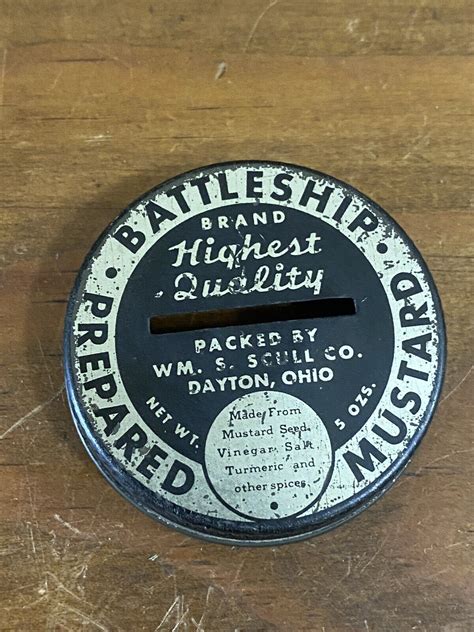 BATTLESHIP
BRAND
Highest
Quality
PACKED BY
WM. S. SCULL CO.
DAYTON, OHIO
NET WT. 5 OZS.
PREPARED MUSTARD
Made From
Mustard Seed,
Vinegar, Salt,
Turmeric and
other spices.